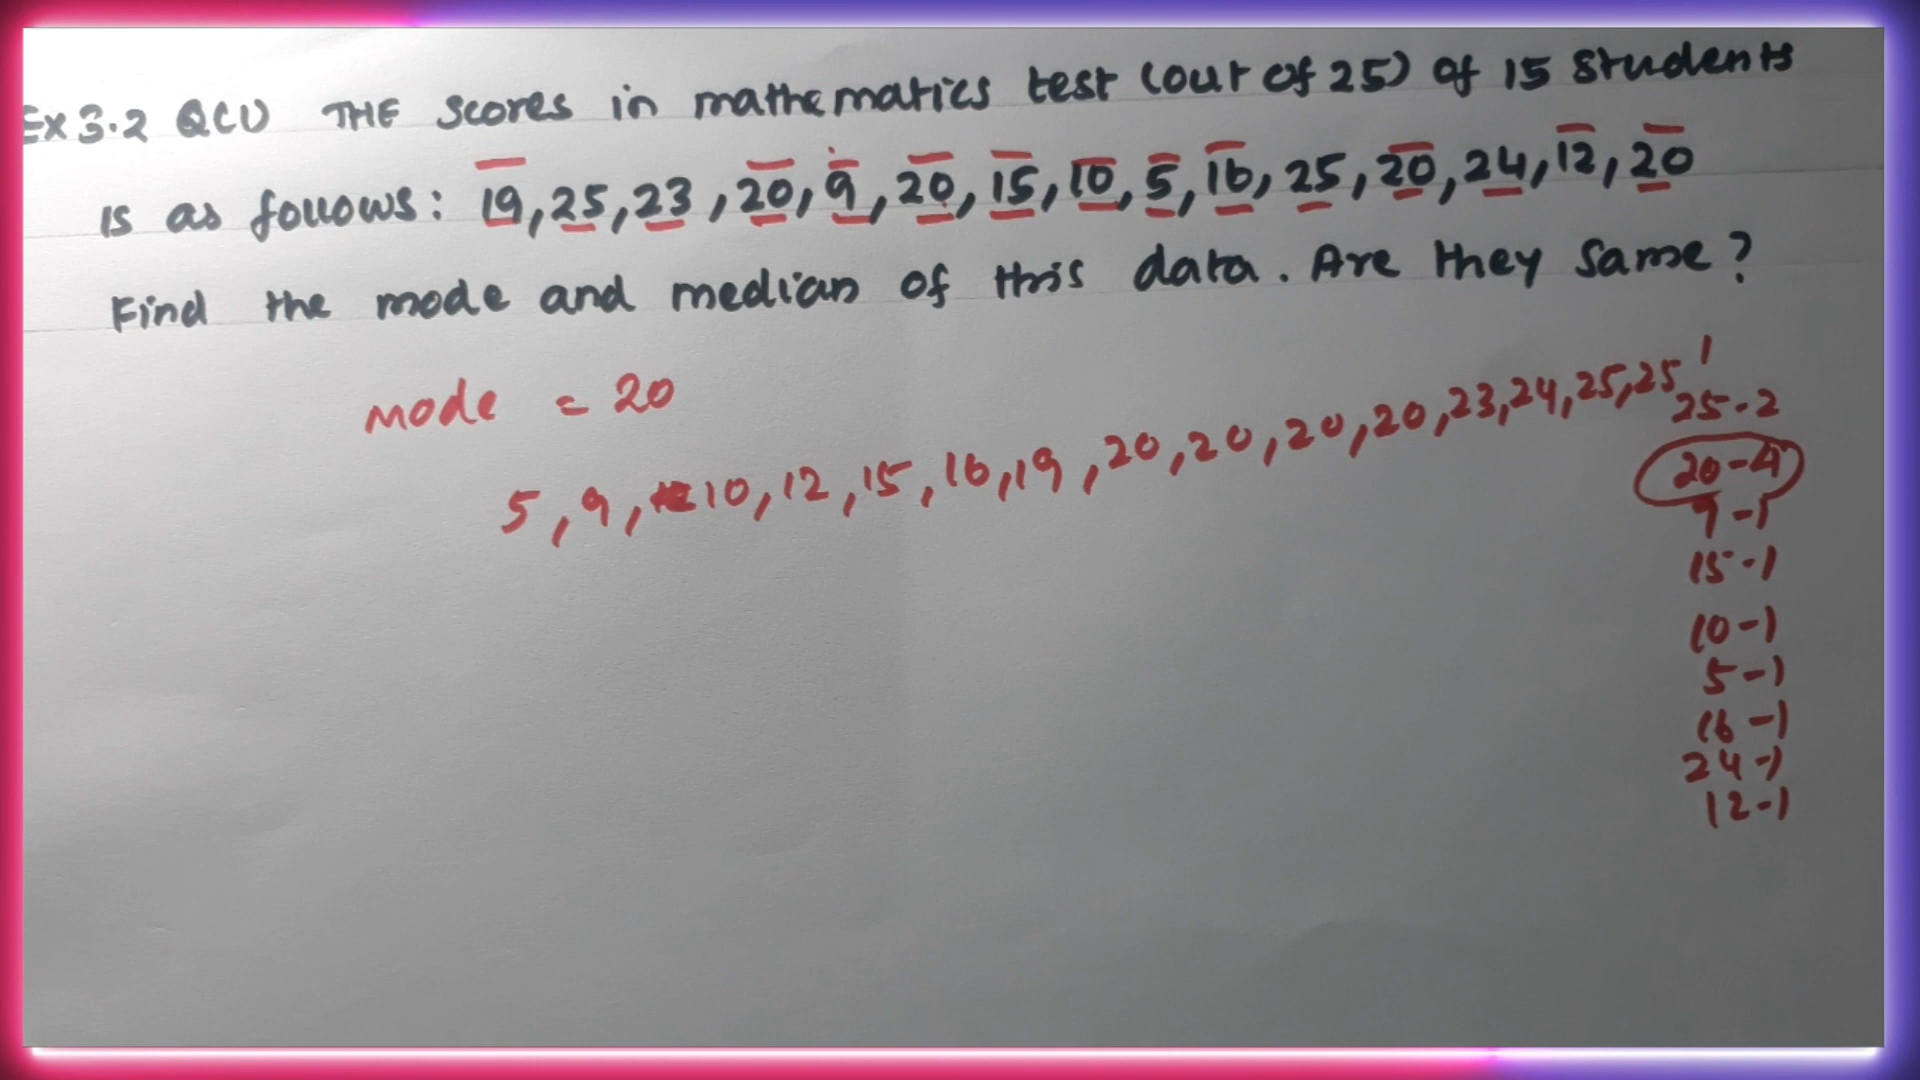 Ex 3.2 Q(1) THE scores in mathematics test (out of 25) of 15 students
is as follows: 19, 25, 23, 20, 9, 20, 15, 10, 5, 16, 25, 20, 24, 12, 20
Find the mode and median of this data. Are they same?
mode = 20
5, 9, 10, 12, 15, 16, 19, 20, 20, 20, 20, 23, 24, 25, 25
1
25-2
20-4
9-1
15-1
10-1
5-1
16-1
24-1
12-1